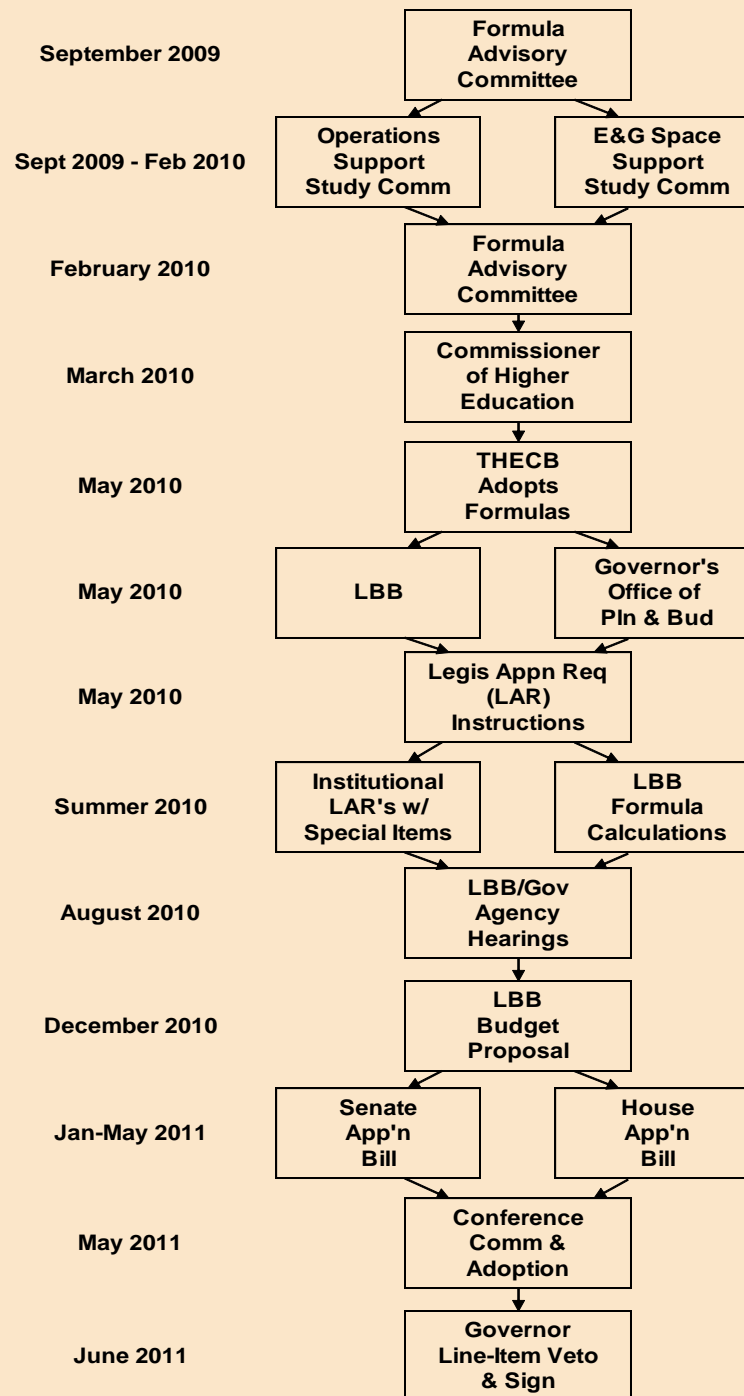 September 2009
Formula
Advisory
Committee
Sept 2009 - Feb 2010
Operations
Support
Study Comm
E&G Space
Support
Study Comm
February 2010
Formula
Advisory
Committee
March 2010
Commissioner
of Higher
Education
May 2010
THECB
Adopts
Formulas
May 2010
LBB
Governor's
Office of
Pln & Bud
May 2010
Legis Appn Req
(LAR)
Instructions
Summer 2010
Institutional
LAR's w/
Special Items
LBB
Formula
Calculations
August 2010
LBB/Gov
Agency
Hearings
December 2010
LBB
Budget
Proposal
Jan-May 2011
Senate
App'n
Bill
House
App'n
Bill
May 2011
Conference
Comm &
Adoption
June 2011
Governor
Line-Item Veto
& Sign